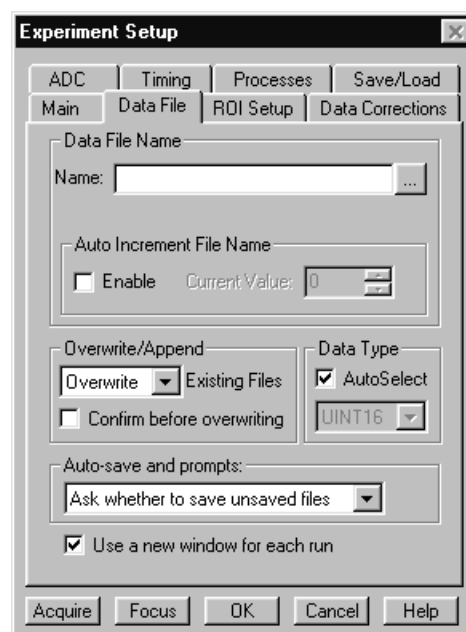 Experiment Setup
ADC Timing Processes Save/Load
Main Data File ROI Setup Data Corrections
Data File Name
Name: ...
Auto Increment File Name
Enable Current Value: 0
Overwrite/Append Data Type
Overwrite Existing Files AutoSelect
Confirm before overwriting UINT16
Auto-save and prompts:
Ask whether to save unsaved files
Use a new window for each run
Acquire Focus OK Cancel Help